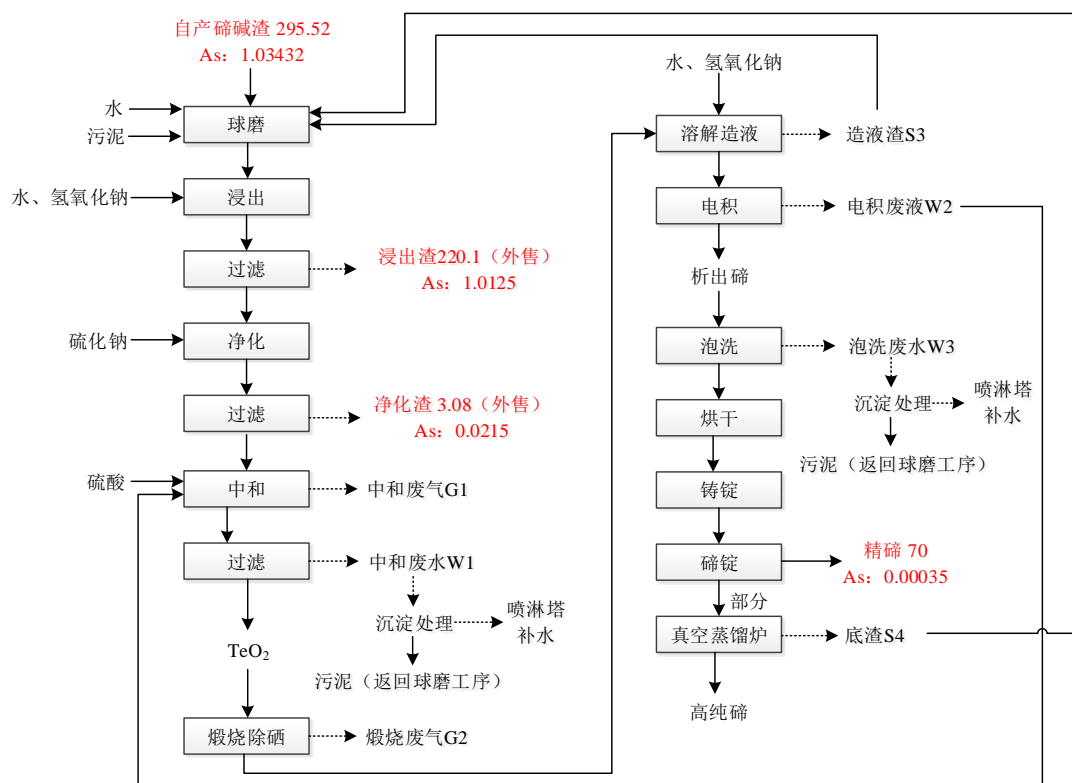 自产碲碱渣 295.52
As：1.03432
水
污泥
球磨
水、氢氧化钠
浸出
过滤
浸出渣220.1（外售）
As：1.0125
硫化钠
净化
过滤
净化渣 3.08（外售）
As：0.0215
硫酸
中和
中和废气G1
过滤
中和废水W1
沉淀处理
喷淋塔
补水
污泥（返回球磨工序）
TeO₂
煅烧除硒
煅烧废气G2
水、氢氧化钠
溶解造液
造液渣S3
电积
电积废液W2
析出碲
泡洗
泡洗废水W3
沉淀处理
喷淋塔
补水
污泥（返回球磨工序）
烘干
铸锭
碲锭
精碲 70
As：0.00035
部分
真空蒸馏炉
底渣S4
高纯碲